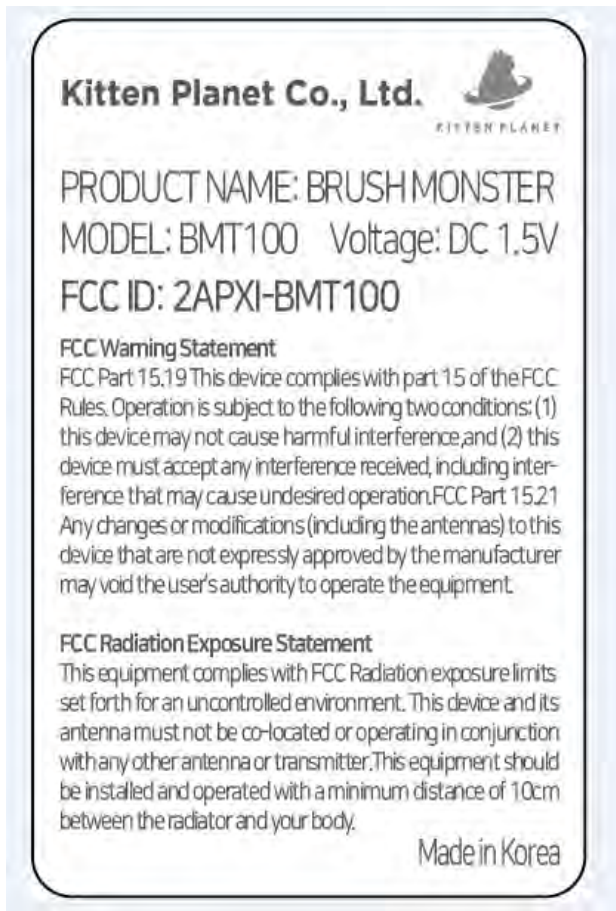 Kitten Planet Co., Ltd.
KITTEN PLANET
PRODUCT NAME: BRUSH MONSTER
MODEL: BMT100 Voltage: DC 1.5V
FCC ID: 2APXI-BMT100
FCC Warning Statement
FCC Part 15.19 This device complies with part 15 of the FCC
Rules. Operation is subject to the following two conditions: (1)
this device may not cause harmful interference,and (2) this
device must accept any interference received, including inter-
ference that may cause undesired operation.FCC Part 15.21
Any changes or modifications (including the antennas) to this
device that are not expressly approved by the manufacturer
may void the user's authority to operate the equipment.
FCC Radiation Exposure Statement
This equipment complies with FCC Radiation exposure limits
set forth for an uncontrolled environment. This device and its
antenna must not be co-located or operating in conjunction
with any other antenna or transmitter.This equipment should
be installed and operated with a minimum distance of 10cm
between the radiator and your body.
Made in Korea